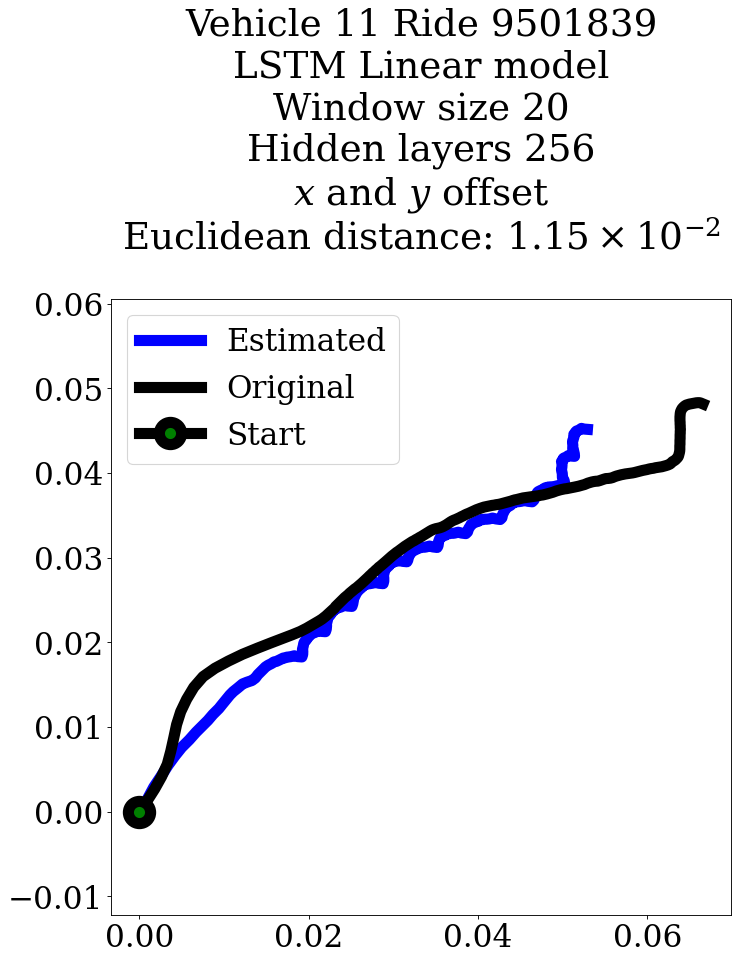 Vehicle 11 Ride 9501839
LSTM Linear model
Window size 20
Hidden layers 256
x and y offset
Euclidean distance: 1.15 × 10⁻²
0.06
0.05
0.04
0.03
0.02
0.01
0.00
−0.01
Estimated
Original
Start
0.00 0.02 0.04 0.06